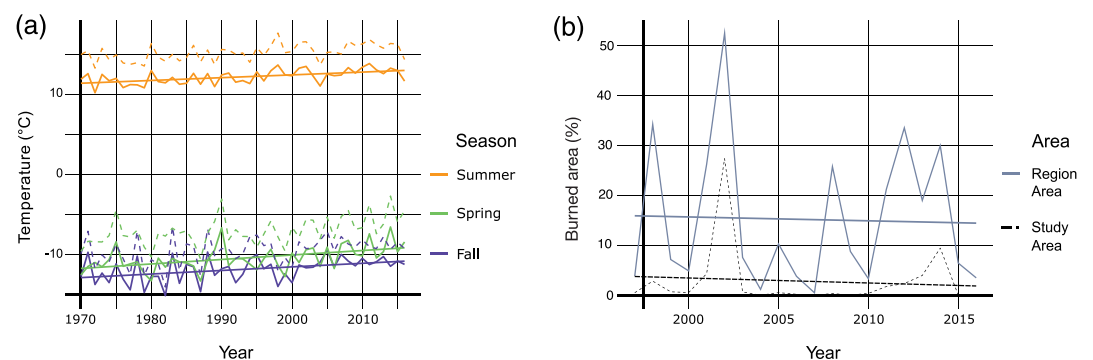 (a)
Temperature (°C)
10
0
-10
1970
1980
1990
2000
2010
Year
Season
Summer
Spring
Fall
(b)
Burned area (%)
50
40
30
20
10
0
2000
2005
2010
2015
Year
Area
Region
Area
Study
Area